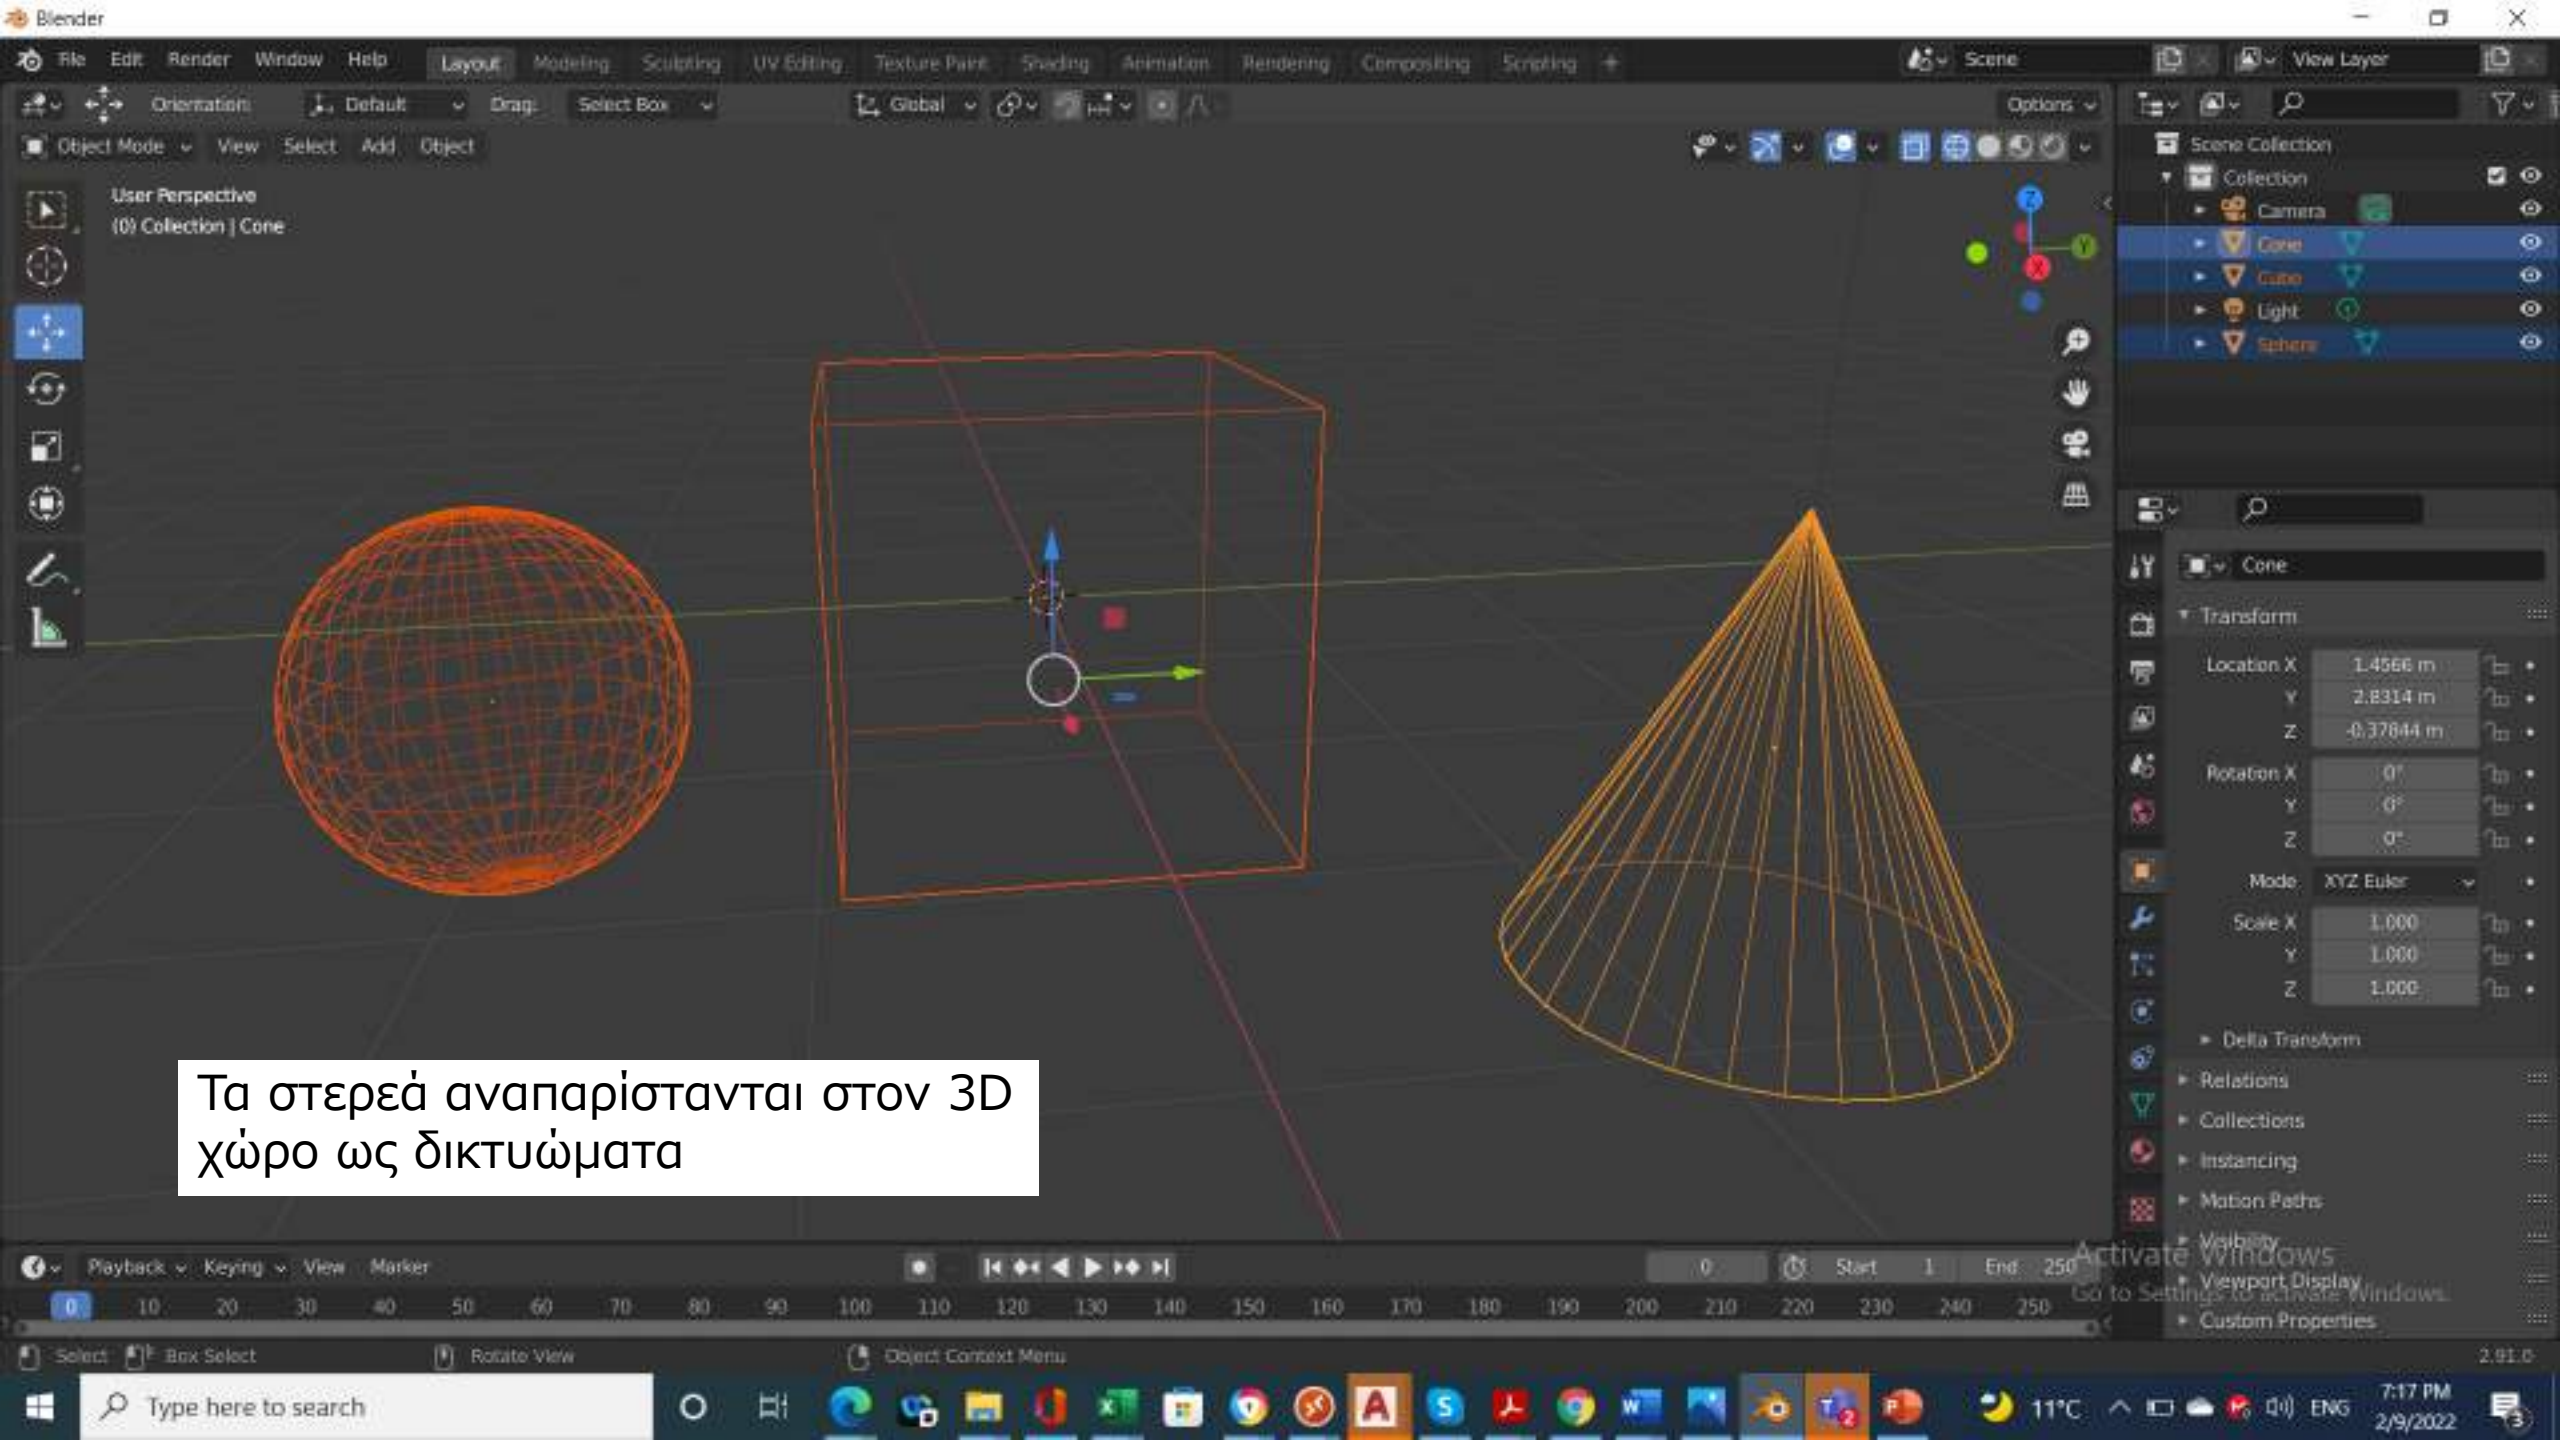 Blender
File Edit Render Window Help Layout Modeling Sculpting UV Editing Texture Paint Shading Animation Rendering Compositing Scripting + Scene View Layer
Orientation: Default Drag: Select Box Global Options
Object Mode View Select Add Object
User Perspective
(0) Collection | Cone
Z
Y
X
Scene Collection
Collection
Camera
Cone
Cube
Light
Sphere
Cone
Transform
Location X 1.4566 m
Y 2.8314 m
Z -0.37844 m
Rotation X 0°
Y 0°
Z 0°
Mode XYZ Euler
Scale X 1.000
Y 1.000
Z 1.000
Delta Transform
Relations
Collections
Instancing
Motion Paths
Visibility
Viewport Display
Custom Properties
Activate Windows
Go to Settings to activate Windows.
Τα στερεά αναπαρίστανται στον 3D
χώρο ως δικτυώματα
Playback Keying View Marker 0 Start 1 End 250
0 10 20 30 40 50 60 70 80 90 100 110 120 130 140 150 160 170 180 190 200 210 220 230 240 250
Select Box Select Rotate View Object Context Menu 2.91.0
Type here to search 11°C ENG 7:17 PM
2/9/2022
3